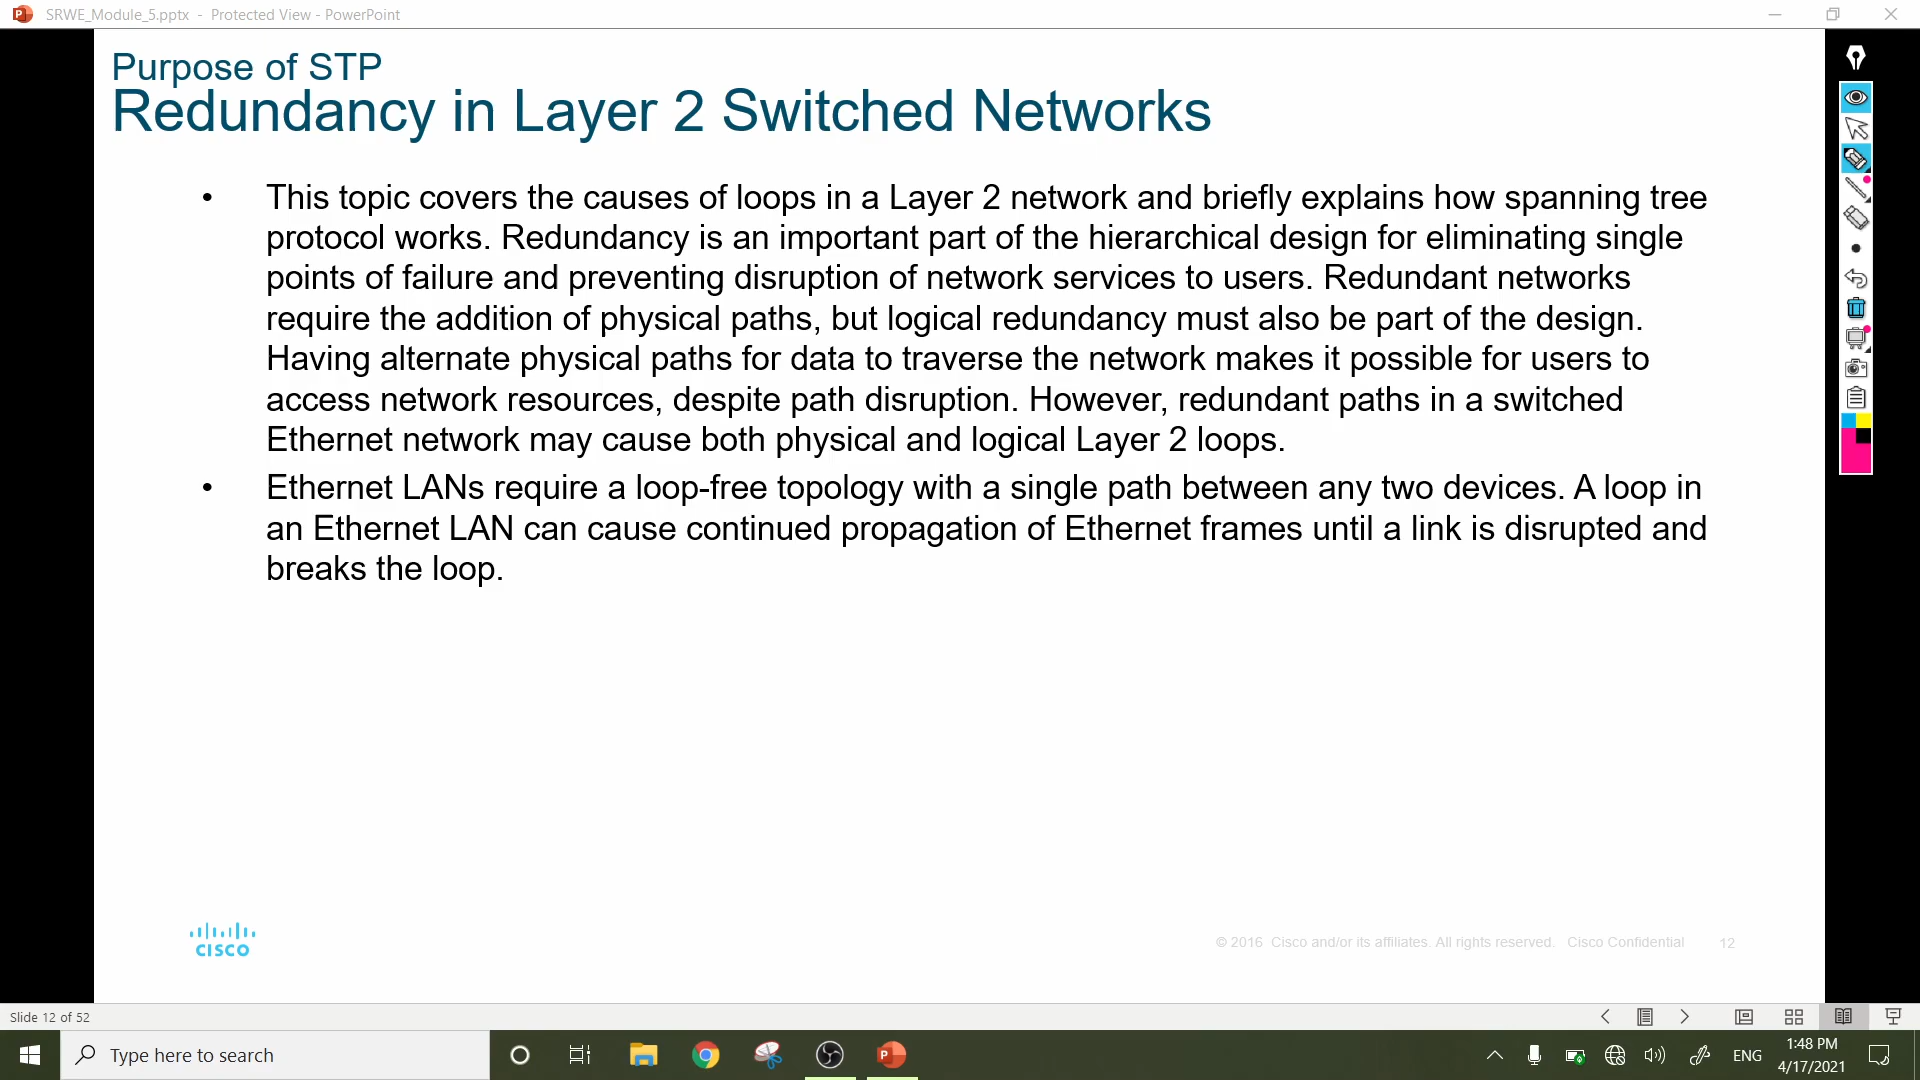 SRWE_Module_5.pptx - Protected View - PowerPoint
Purpose of STP
Redundancy in Layer 2 Switched Networks
• This topic covers the causes of loops in a Layer 2 network and briefly explains how spanning tree
protocol works. Redundancy is an important part of the hierarchical design for eliminating single
points of failure and preventing disruption of network services to users. Redundant networks
require the addition of physical paths, but logical redundancy must also be part of the design.
Having alternate physical paths for data to traverse the network makes it possible for users to
access network resources, despite path disruption. However, redundant paths in a switched
Ethernet network may cause both physical and logical Layer 2 loops.
• Ethernet LANs require a loop-free topology with a single path between any two devices. A loop in
an Ethernet LAN can cause continued propagation of Ethernet frames until a link is disrupted and
breaks the loop.
CISCO
© 2016 Cisco and/or its affiliates. All rights reserved. Cisco Confidential 12
Slide 12 of 52
Type here to search
ENG
1:48 PM
4/17/2021